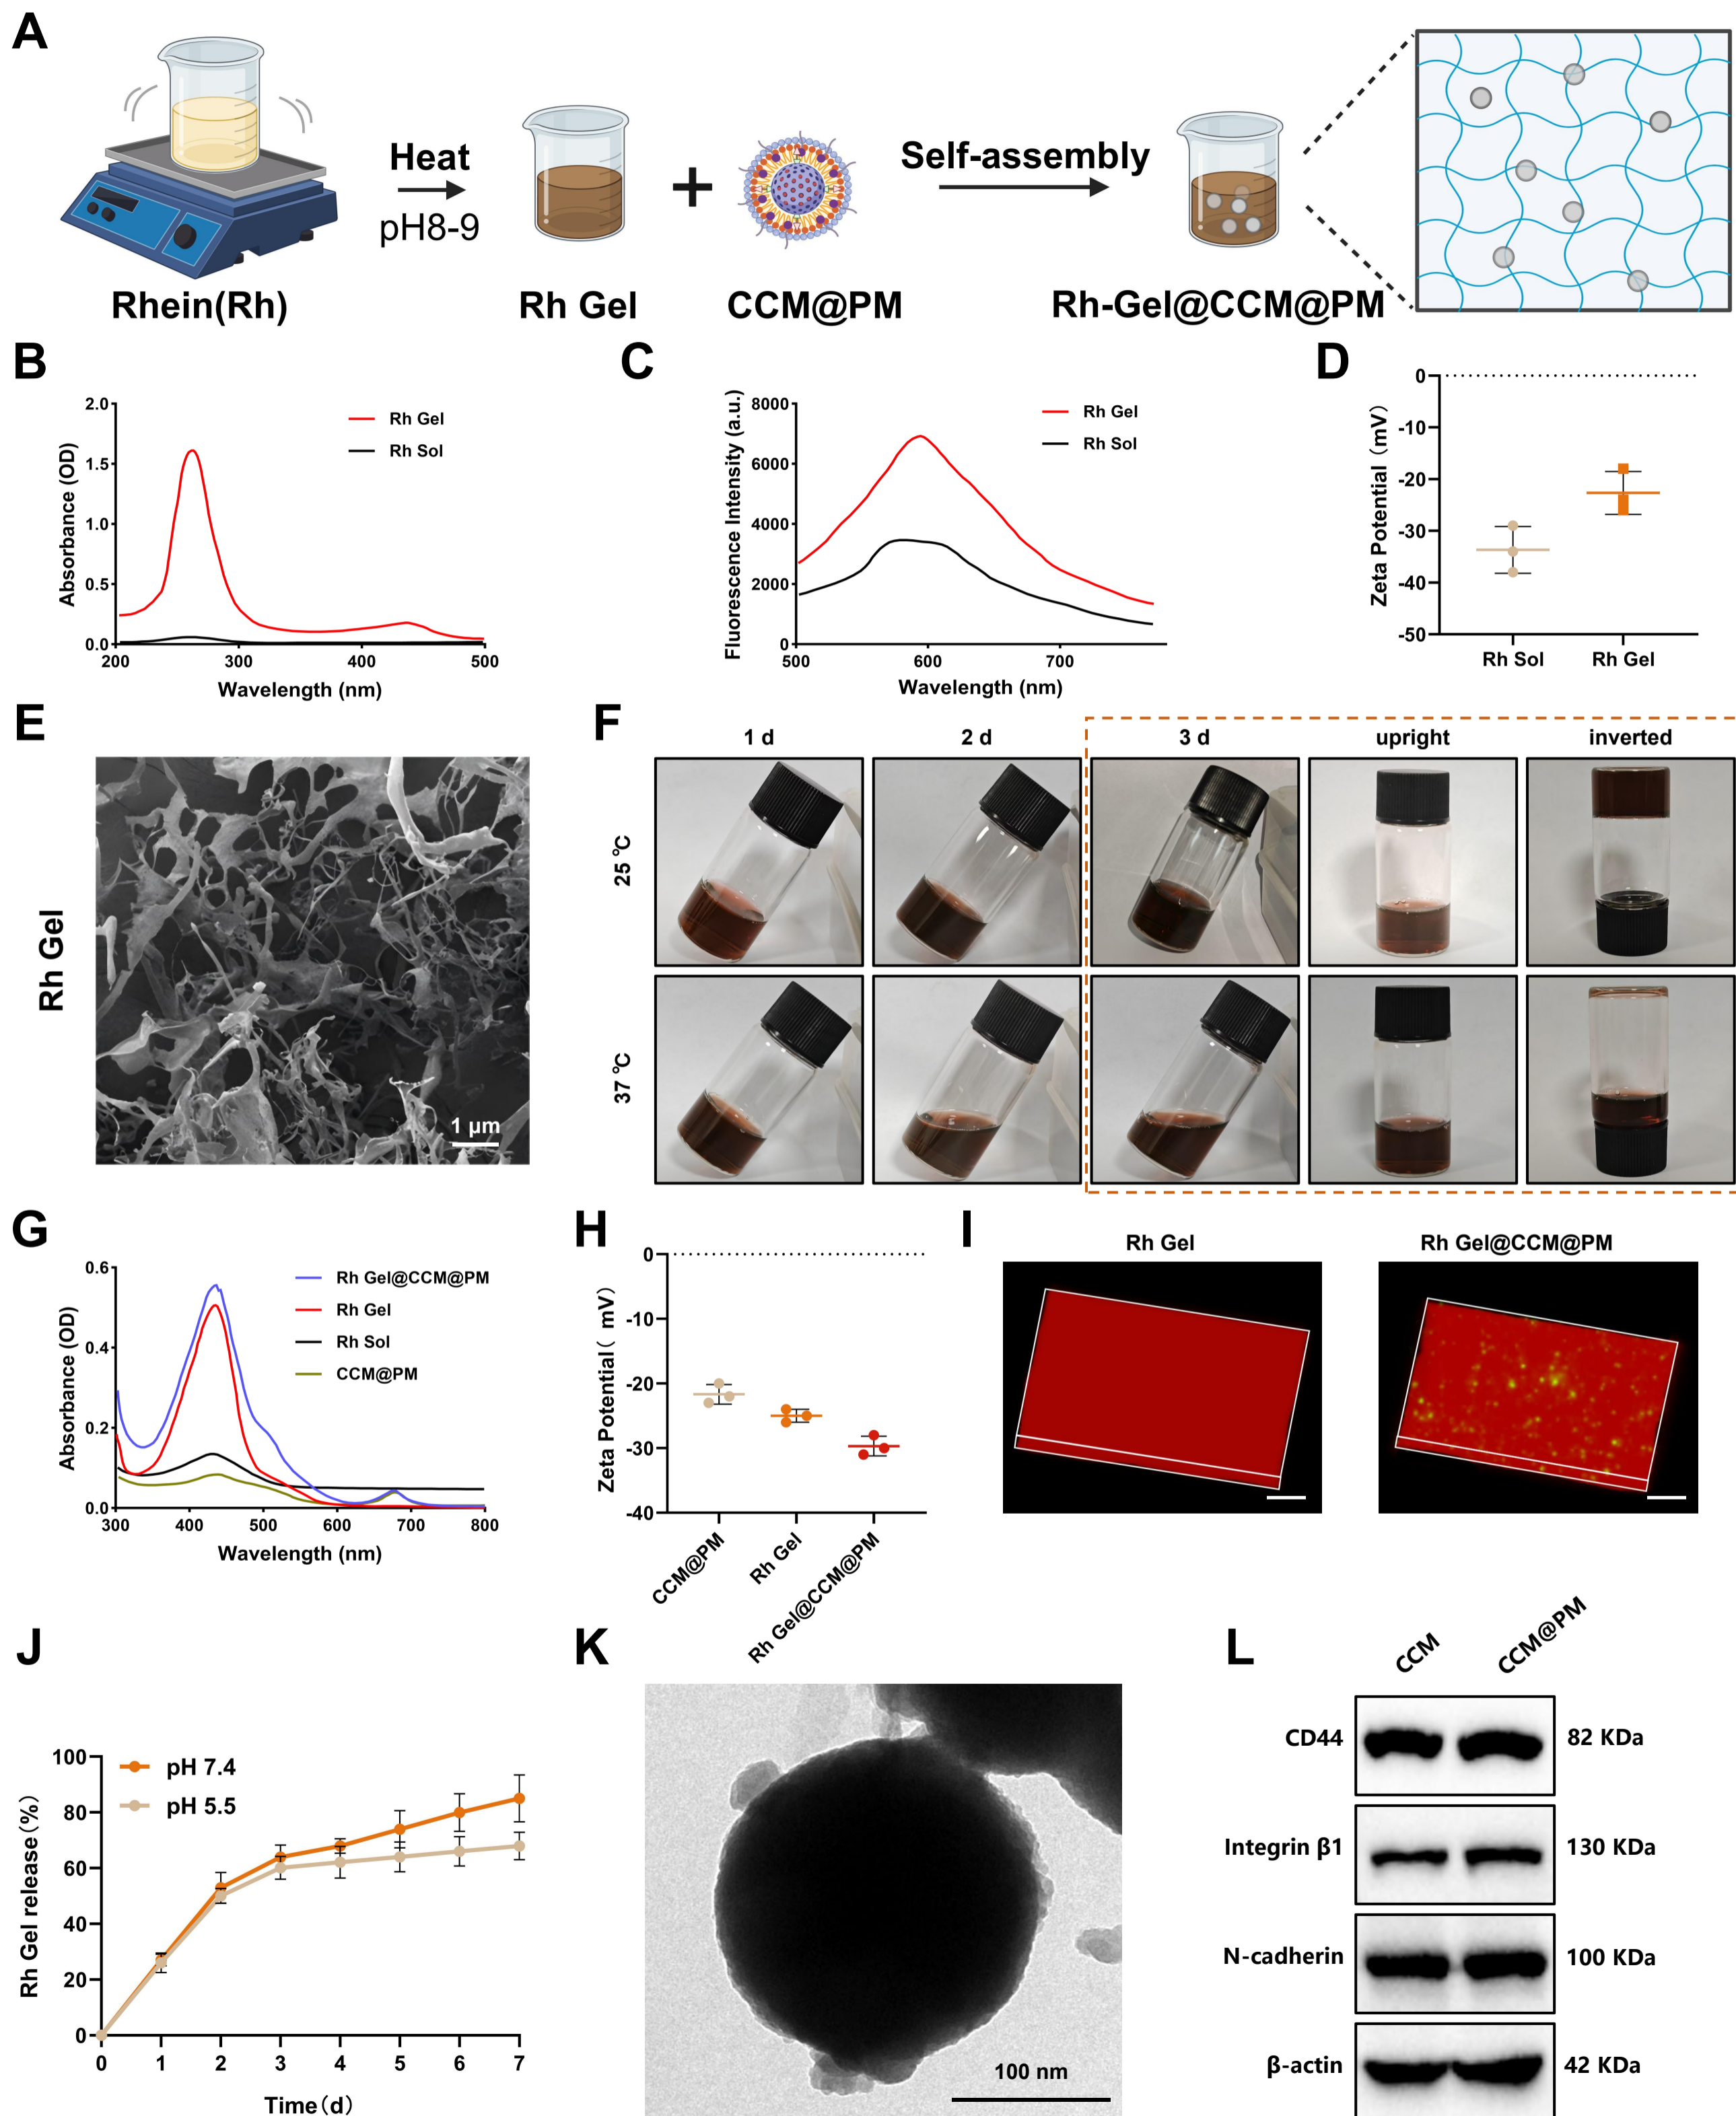 A
Heat
pH8-9
+
Self-assembly
Rhein(Rh)
Rh Gel
CCM@PM
Rh-Gel@CCM@PM
B
2.0
1.5
1.0
0.5
0.0
Absorbance (OD)
Rh Gel
Rh Sol
200 300 400 500
Wavelength (nm)
C
8000
6000
4000
2000
0
Fluorescence Intensity (a.u.)
Rh Gel
Rh Sol
500 600 700
Wavelength (nm)
D
0
-10
-20
-30
-40
-50
Zeta Potential (mV)
Rh Sol Rh Gel
E
Rh Gel
1 μm
F
1 d 2 d 3 d upright inverted
25 ℃
37 ℃
G
0.6
0.4
0.2
0.0
Absorbance (OD)
Rh Gel@CCM@PM
Rh Gel
Rh Sol
CCM@PM
300 400 500 600 700 800
Wavelength (nm)
H
0
-10
-20
-30
-40
Zeta Potential( mV)
CCM@PM
Rh Gel
Rh Gel@CCM@PM
I
Rh Gel
Rh Gel@CCM@PM
J
100
80
60
40
20
0
Rh Gel release(%)
pH 7.4
pH 5.5
0 1 2 3 4 5 6 7
Time(d)
K
100 nm
L
CCM CCM@PM
CD44 82 KDa
Integrin β1 130 KDa
N-cadherin 100 KDa
β-actin 42 KDa